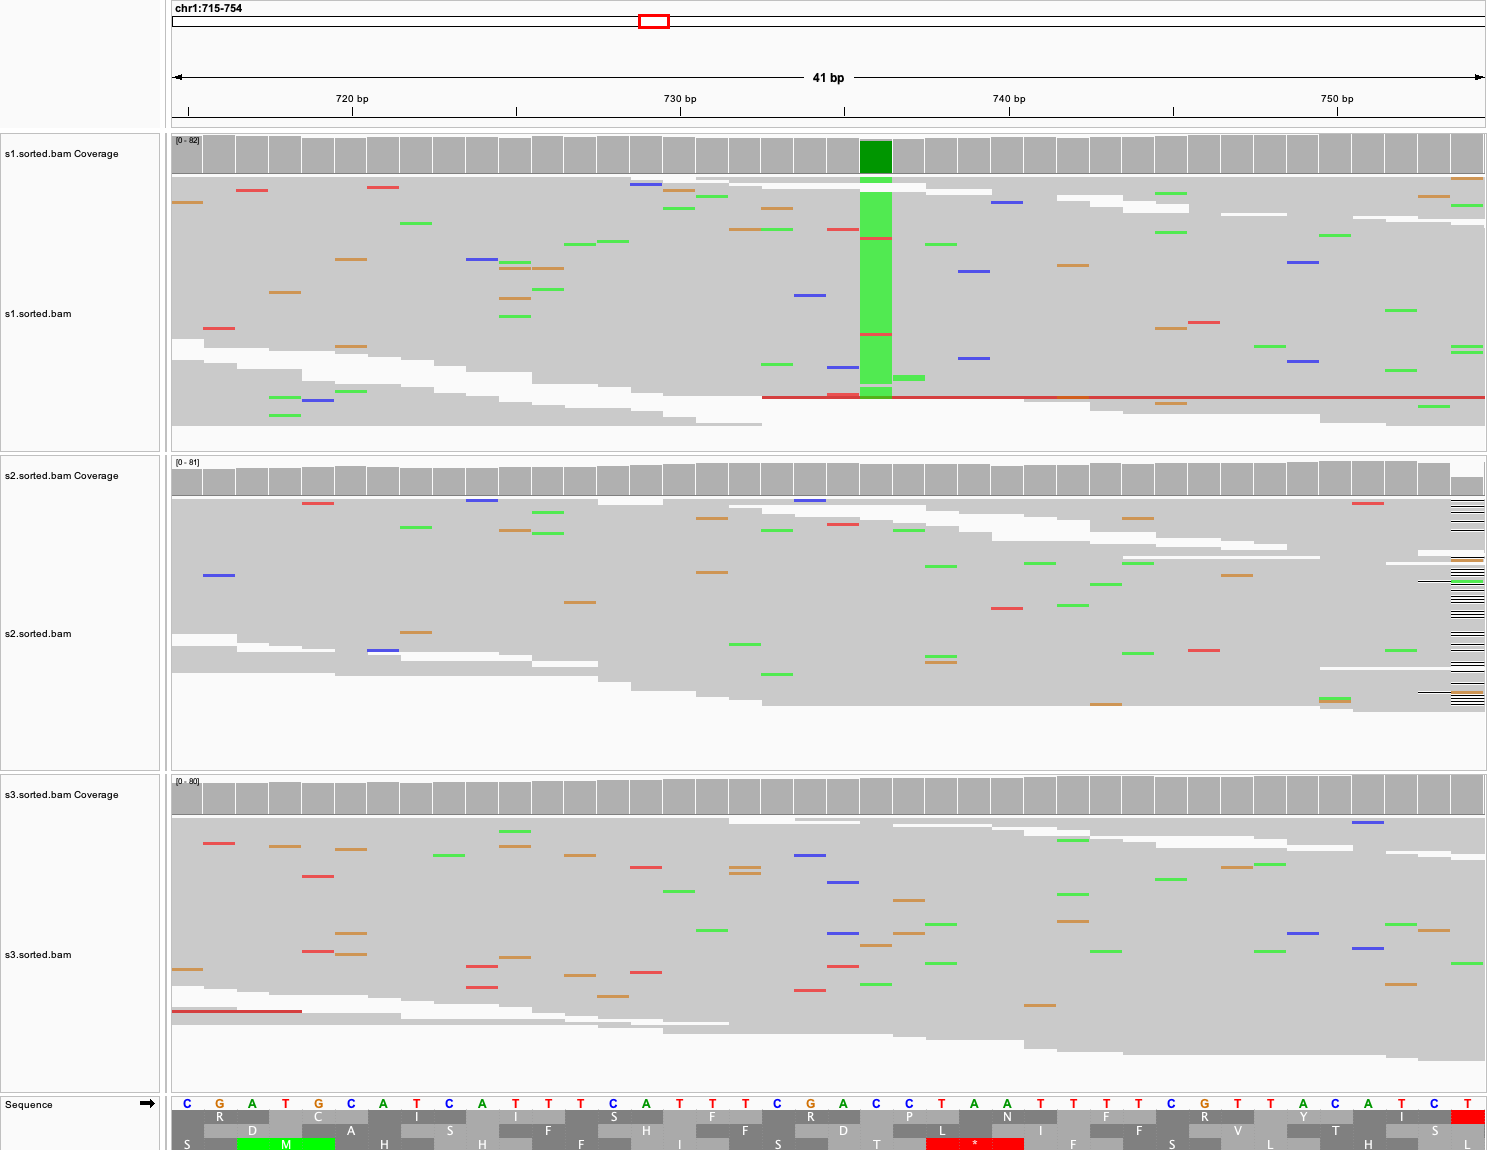 chr1:715-754
41 bp
720 bp 730 bp 740 bp 750 bp
[0 - 82]
s1.sorted.bam Coverage
s1.sorted.bam
[0 - 81]
s2.sorted.bam Coverage
s2.sorted.bam
[0 - 80]
s3.sorted.bam Coverage
s3.sorted.bam
Sequence C G A T G C A T C A T T T C A T T T C G A C C T A A T T T T C G T T A C A T C T
R C I I S F R P N F R Y I
D A S F H F D L I F V T S
S M H H F I S T * F S L H L